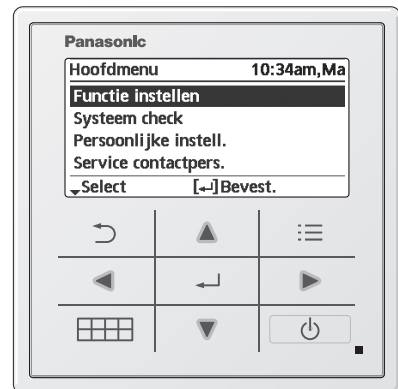 Panasonic
Hoofdmenu 10:34am,Ma
Functie instellen
Systeem check
Persoonlijke instell.
Service contactpers.
Select [↵]Bevest.